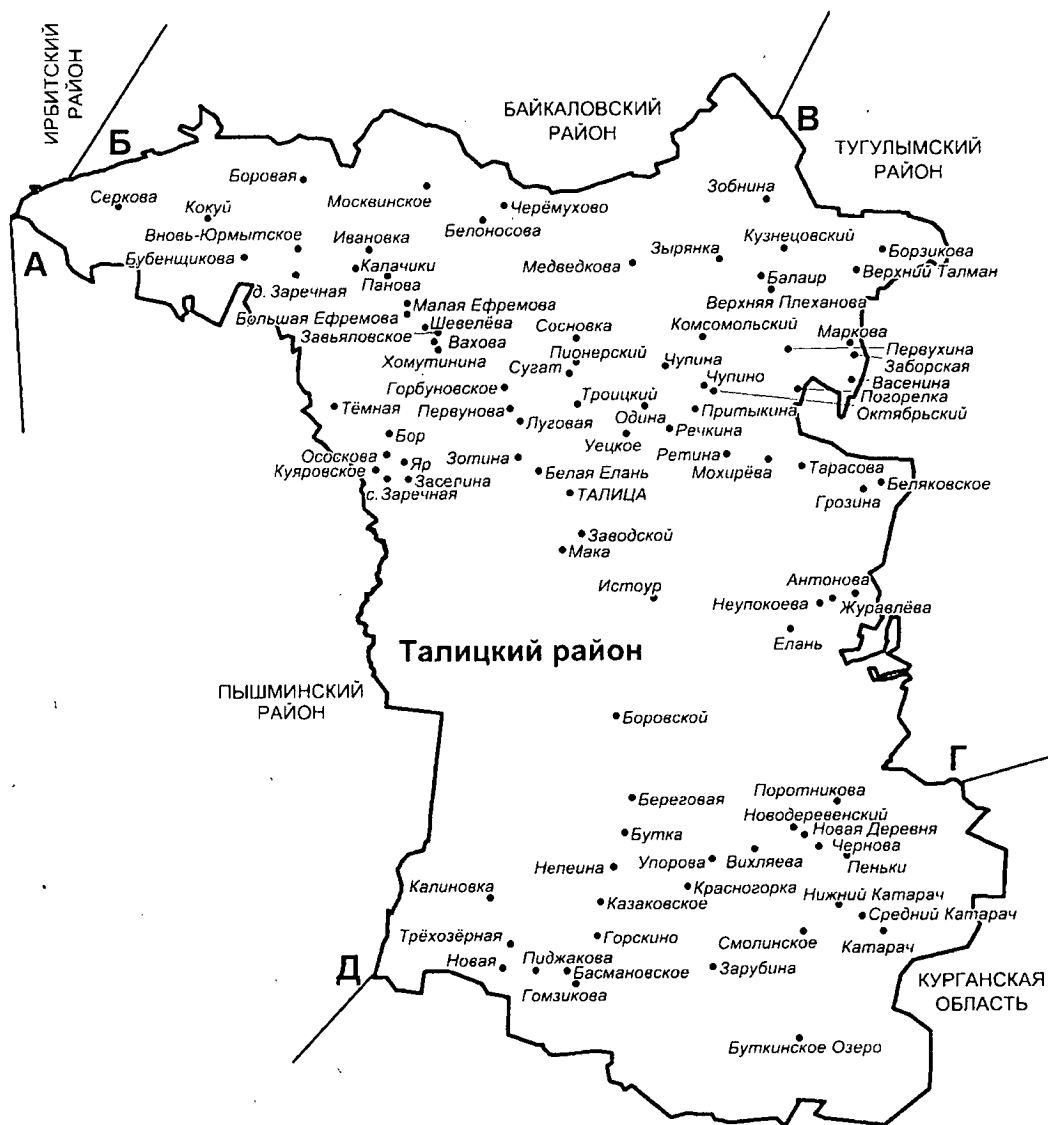 ИРБИТСКИЙ
РАЙОН
БАЙКАЛОВСКИЙ
РАЙОН
Б
В
ТУГУЛЫМСКИЙ
РАЙОН
Боровая
Серкова
Москвинское
Зобнина
Кокуй
Черёмухово
Белоносова
Вновь-Юрмытское
Ивановка
Кузнецовский
А
Бубенщикова
Зырянка
Борзикова
Калачики
Медведкова
Верхний Талман
Панова
Балаир
д. Заречная
Верхняя Плеханова
Малая Ефремова
Большая Ефремова
Шевелёва
Сосновка
Комсомольский
Маркова
Завьяловское
Вахова
Первухина
Хомутинина
Пионерский
Заборская
Сугат
Чупина
Васенина
Горбуновское
Чупино
Погорелка
Троицкий
Октябрьский
Тёмная
Первунова
Одина
Притыкина
Луговая
Речкина
Бор
Уецкое
Ососкова
Яр
Зотина
Ретина
Мохирёва
Тарасова
Куяровское
Заселина
Белая Елань
Беляковское
с. Заречная
ТАЛИЦА
Грозина
Заводской
Мака
Истоур
Антонова
Неупокоева
Журавлёва
Елань
Талицкий район
ПЫШМИНСКИЙ
РАЙОН
Боровской
Г
Поротникова
Береговая
Новодеревенский
Новая Деревня
Бутка
Чернова
Упорова
Вихляева
Пеньки
Непеина
Калиновка
Красногорка
Нижний Катарач
Казаковское
Средний Катарач
Трёхозёрная
Горскино
Смолинское
Катарач
Д
Новая
Пиджакова
Басмановское
Зарубина
Гомзикова
КУРГАНСКАЯ
ОБЛАСТЬ
Буткинское Озеро